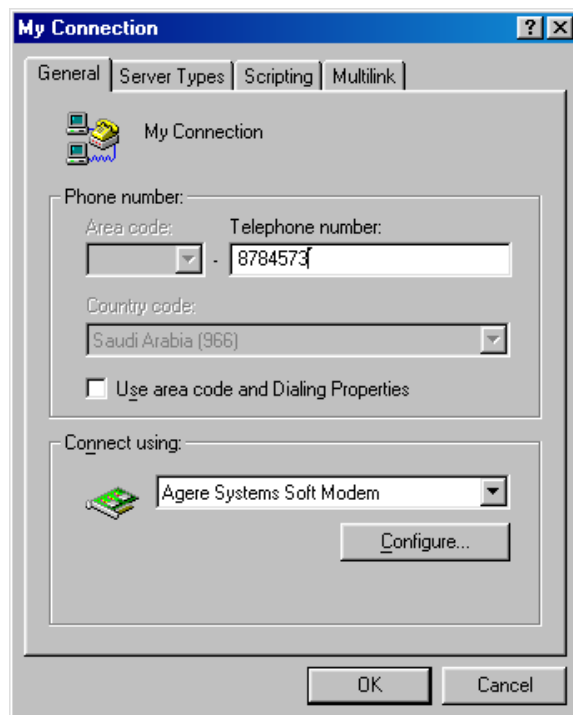 My Connection
General Server Types Scripting Multilink
My Connection
Phone number:
Area code: Telephone number:
- 8784573
Country code:
Saudi Arabia (966)
Use area code and Dialing Properties
Connect using:
Agere Systems Soft Modem
Configure...
OK Cancel